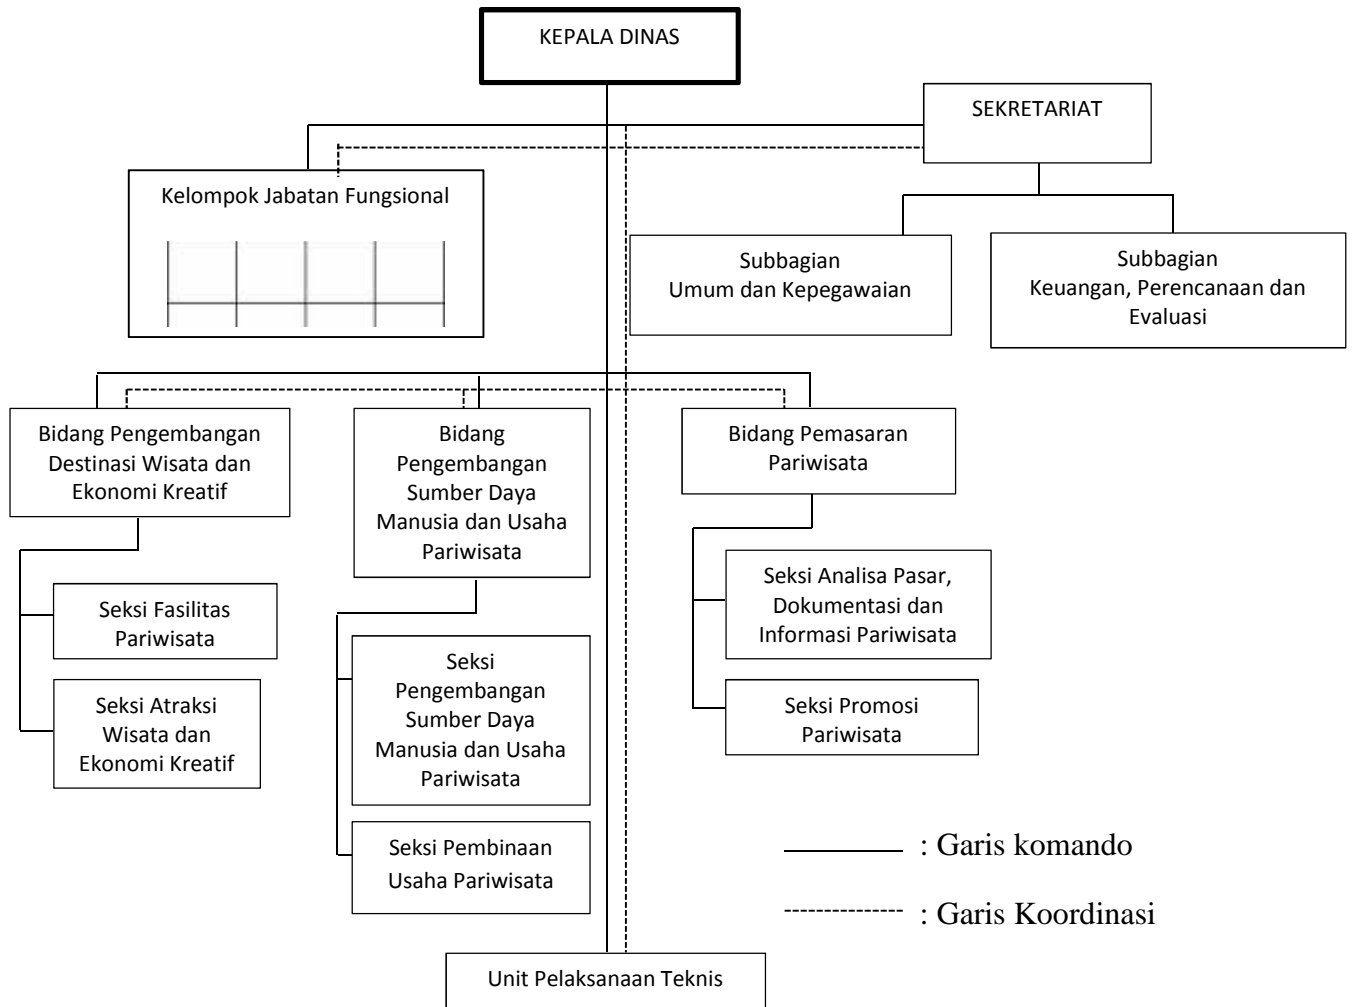 KEPALA DINAS
SEKRETARIAT
Kelompok Jabatan Fungsional
Subbagian
Umum dan Kepegawaian
Subbagian
Keuangan, Perencanaan dan
Evaluasi
Bidang Pengembangan
Destinasi Wisata dan
Ekonomi Kreatif
Bidang
Pengembangan
Sumber Daya
Manusia dan Usaha
Pariwisata
Bidang Pemasaran
Pariwisata
Seksi Fasilitas
Pariwisata
Seksi Atraksi
Wisata dan
Ekonomi Kreatif
Seksi
Pengembangan
Sumber Daya
Manusia dan Usaha
Pariwisata
Seksi Pembinaan
Usaha Pariwisata
Seksi Analisa Pasar,
Dokumentasi dan
Informasi Pariwisata
Seksi Promosi
Pariwisata
: Garis komando
: Garis Koordinasi
Unit Pelaksanaan Teknis